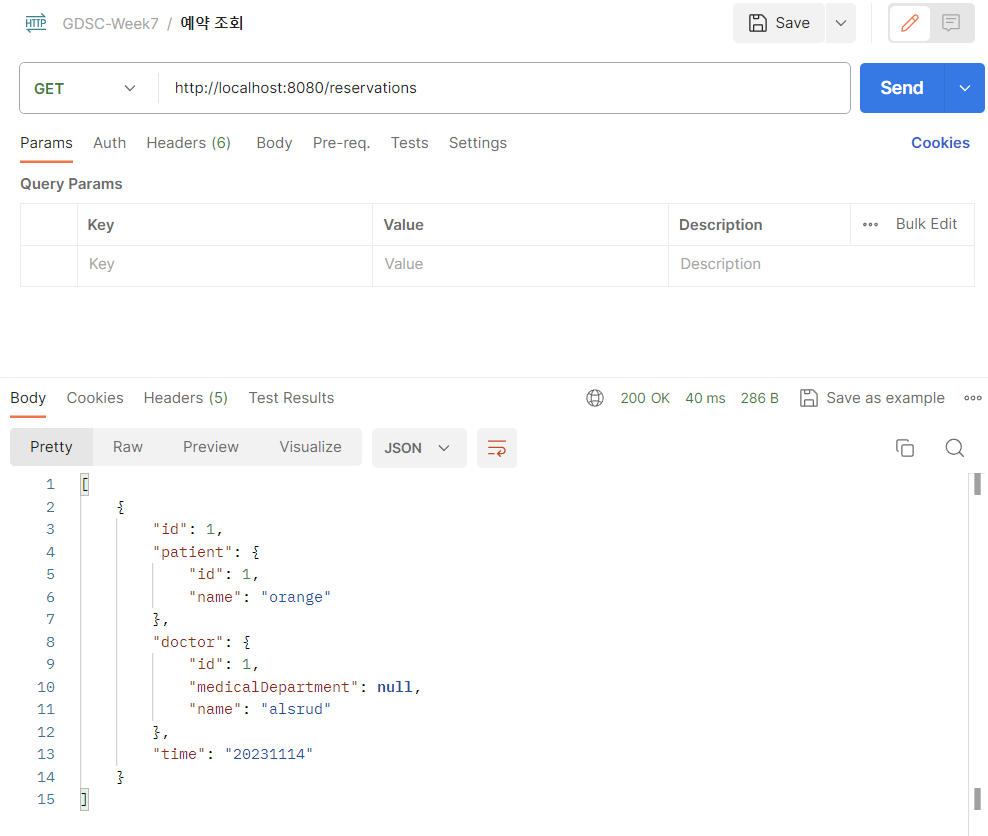 HTTP GDSC-Week7 / 예약 조회 Save
GET http://localhost:8080/reservations Send
Params Auth Headers (6) Body Pre-req. Tests Settings Cookies
Query Params
Key Value Description ••• Bulk Edit
Key Value Description
Body Cookies Headers (5) Test Results 200 OK 40 ms 286 B Save as example
Pretty Raw Preview Visualize JSON
1 [
2 {
3 "id": 1,
4 "patient": {
5 "id": 1,
6 "name": "orange"
7 },
8 "doctor": {
9 "id": 1,
10 "medicalDepartment": null,
11 "name": "alsrud"
12 },
13 "time": "20231114"
14 }
15 ]